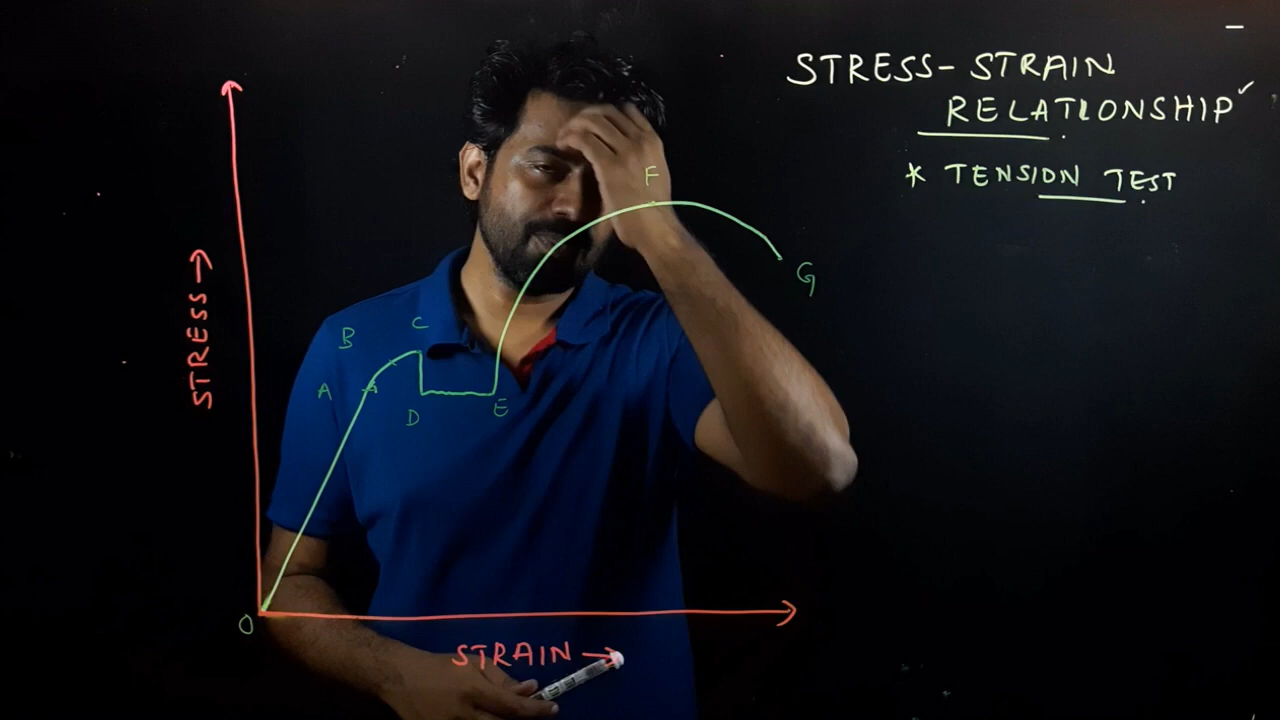 STRESS-STRAIN
RELATIONSHIP
* TENSION TEST
F
G
C
B
A
D
E
STRESS →
O
STRAIN →